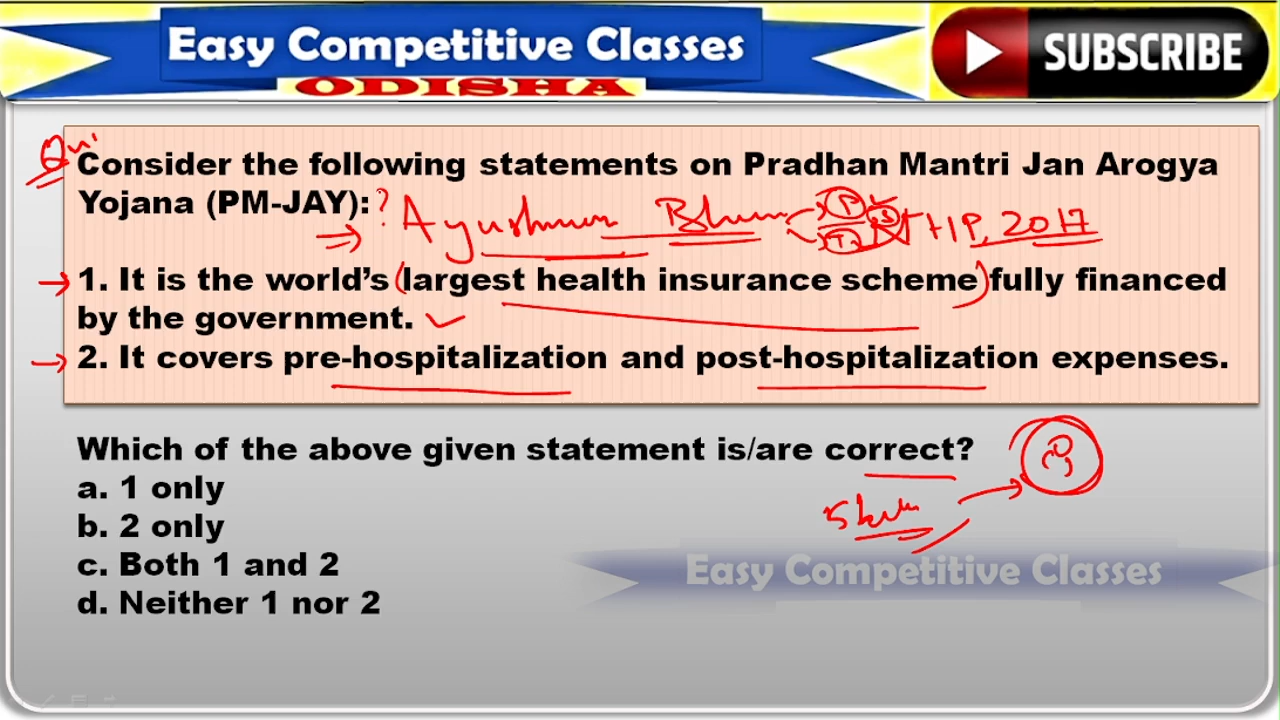 Easy Competitive Classes
ODISHA
SUBSCRIBE
Qu'
Consider the following statements on Pradhan Mantri Jan Arogya
Yojana (PM-JAY):?
Ayushman Bharat
P
S
T
NHP, 2017
1. It is the world’s (largest health insurance scheme) fully financed
by the government.
2. It covers pre-hospitalization and post-hospitalization expenses.
Which of the above given statement is/are correct?
a. 1 only
b. 2 only
c. Both 1 and 2
d. Neither 1 nor 2
Easy Competitive Classes